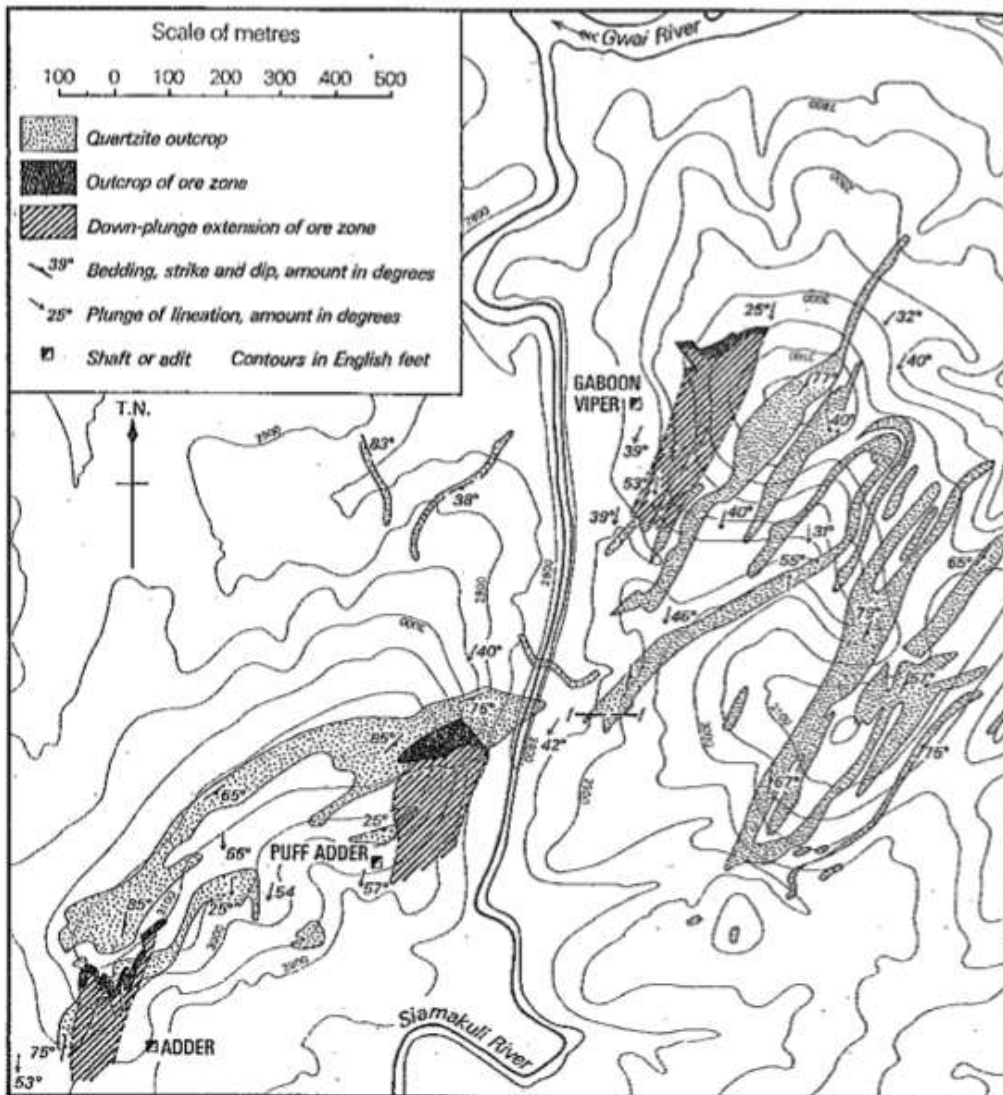 Scale of metres
100 0 100 200 300 400 500
Quartzite outcrop
Outcrop of ore zone
Down-plunge extension of ore zone
39° Bedding, strike and dip, amount in degrees
25° Plunge of lineation, amount in degrees
Shaft or adit Contours in English feet
Gwai River
T.N.
GABOON
VIPER
25°
32°
40°
77°
40°
39°
53°
39°
40°
31°
55°
46°
65°
83°
38°
2800
40°
75°
85°
42°
65°
75°
67°
25°
PUFF ADDER
55°
57°
54
25°
85°
3100
3000
75°
53°
ADDER
Siamakuli River